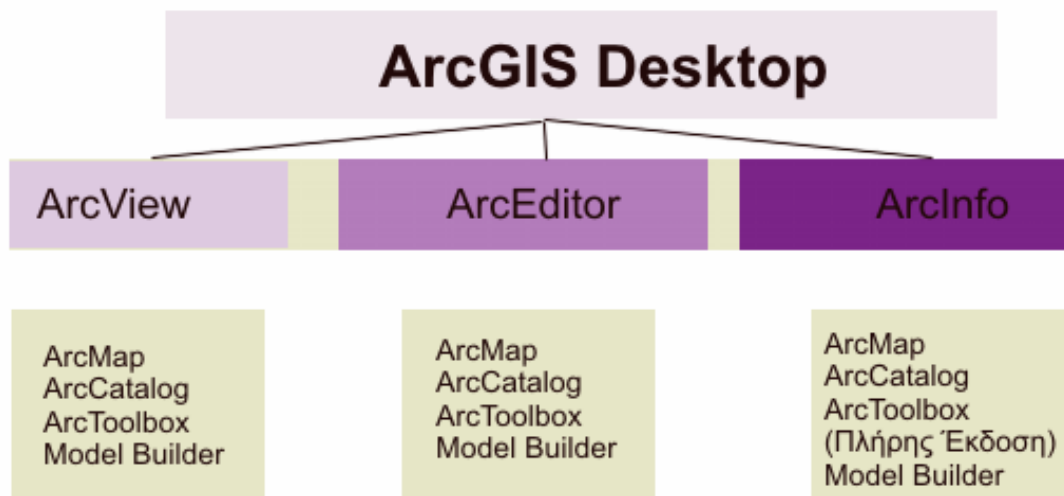 ArcGIS Desktop
ArcView
ArcEditor
ArcInfo
ArcMap
ArcCatalog
ArcToolbox
Model Builder
ArcMap
ArcCatalog
ArcToolbox
Model Builder
ArcMap
ArcCatalog
ArcToolbox
(Πλήρης Έκδοση)
Model Builder